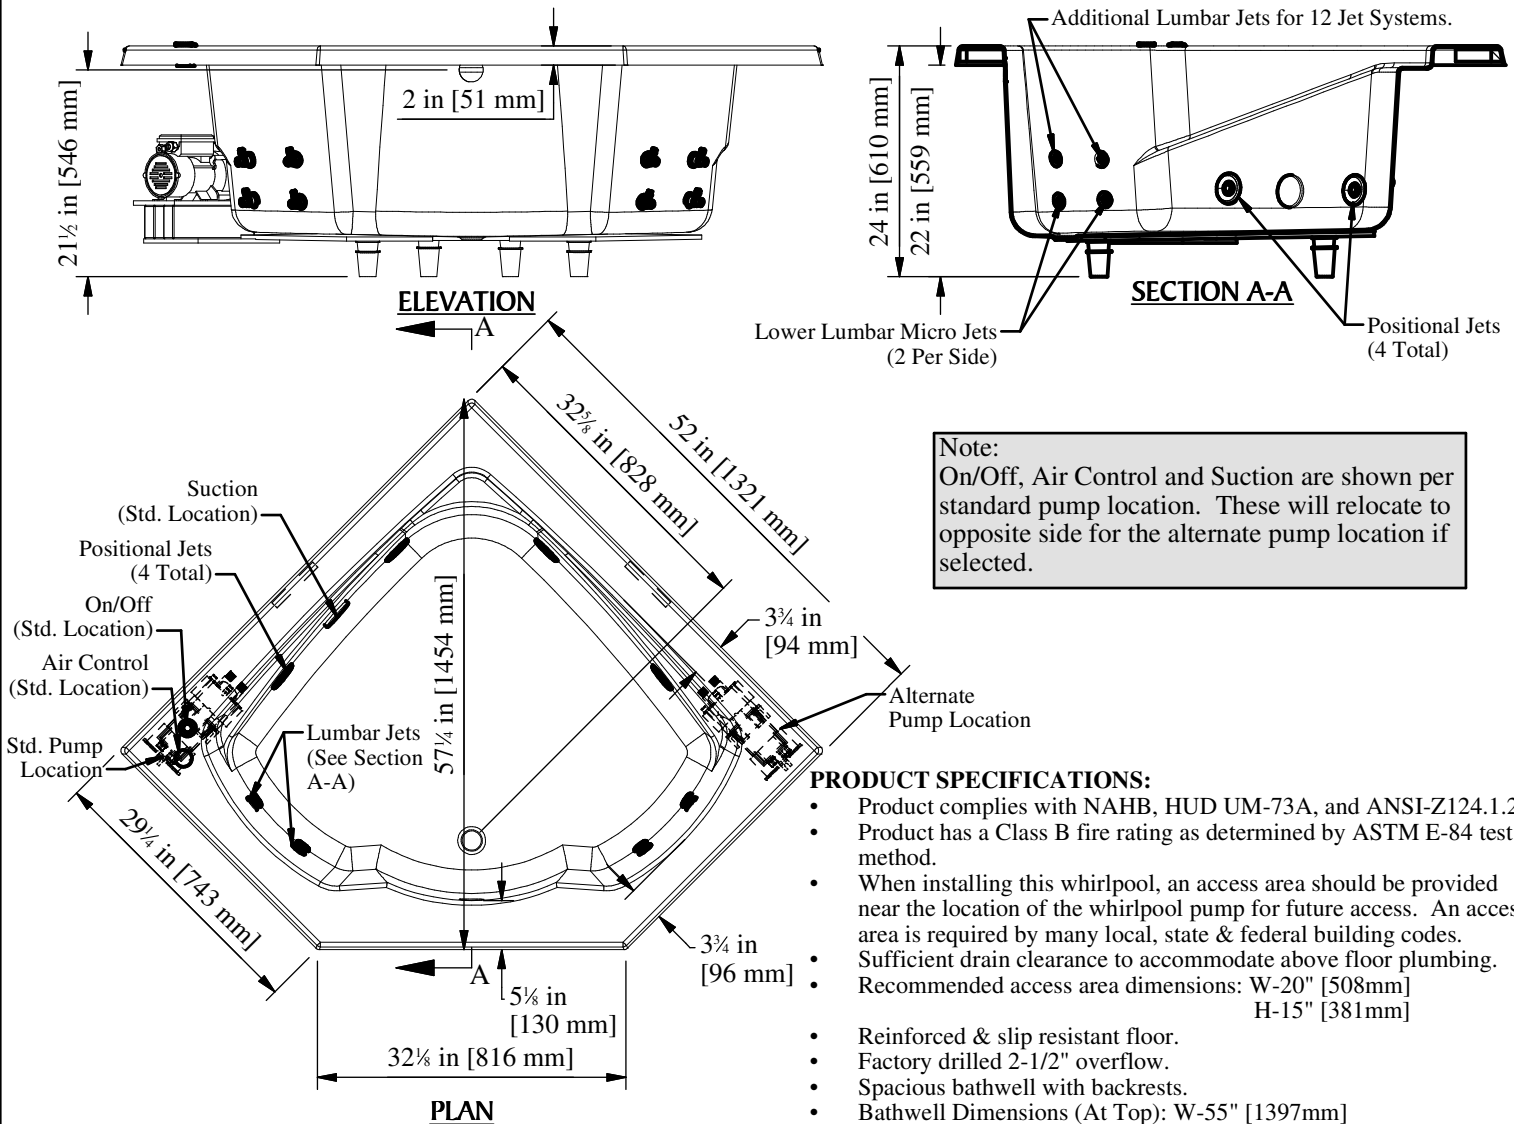 Additional Lumbar Jets for 12 Jet Systems.
2 in [51 mm]
21½ in [546 mm]
24 in [610 mm]
22 in [559 mm]
ELEVATION
SECTION A-A
A
Lower Lumbar Micro Jets
(2 Per Side)
Positional Jets
(4 Total)
32⅝ in [828 mm]
52 in [1321 mm]
Note:
On/Off, Air Control and Suction are shown per
standard pump location.  These will relocate to
opposite side for the alternate pump location if
selected.
Suction
(Std. Location)
Positional Jets
(4 Total)
On/Off
(Std. Location)
Air Control
(Std. Location)
Std. Pump
Location
Lumbar Jets
(See Section
A-A)
57¼ in [1454 mm]
3¾ in
[94 mm]
Alternate
Pump Location
29¼ in [743 mm]
3¾ in
[96 mm]
A
5⅛ in
[130 mm]
32⅛ in [816 mm]
PLAN
PRODUCT SPECIFICATIONS:
• Product complies with NAHB, HUD UM-73A, and ANSI-Z124.1.2
• Product has a Class B fire rating as determined by ASTM E-84 test
method.
• When installing this whirlpool, an access area should be provided
near the location of the whirlpool pump for future access.  An acces
area is required by many local, state & federal building codes.
• Sufficient drain clearance to accommodate above floor plumbing.
• Recommended access area dimensions: W-20" [508mm]
H-15" [381mm]
• Reinforced & slip resistant floor.
• Factory drilled 2-1/2" overflow.
• Spacious bathwell with backrests.
• Bathwell Dimensions (At Top): W-55" [1397mm]